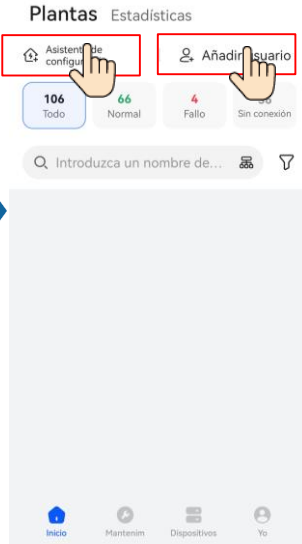 Plantas Estadísticas
Asistente de
configu
Añadir usuario
106 66 4
Todo Normal Fallo Sin conexión
Introduzca un nombre de...
Inicio Mantenim Dispositivos Yo